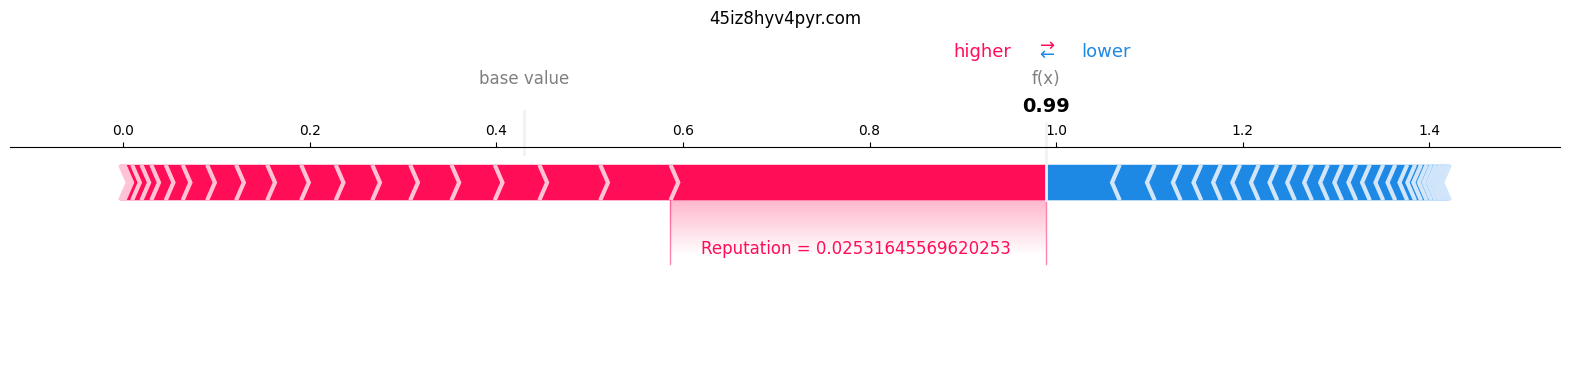 45iz8hyv4pyr.com
higher ⇄ lower
base value f(x)
0.99
0.0 0.2 0.4 0.6 0.8 1.0 1.2 1.4
Reputation = 0.02531645569620253